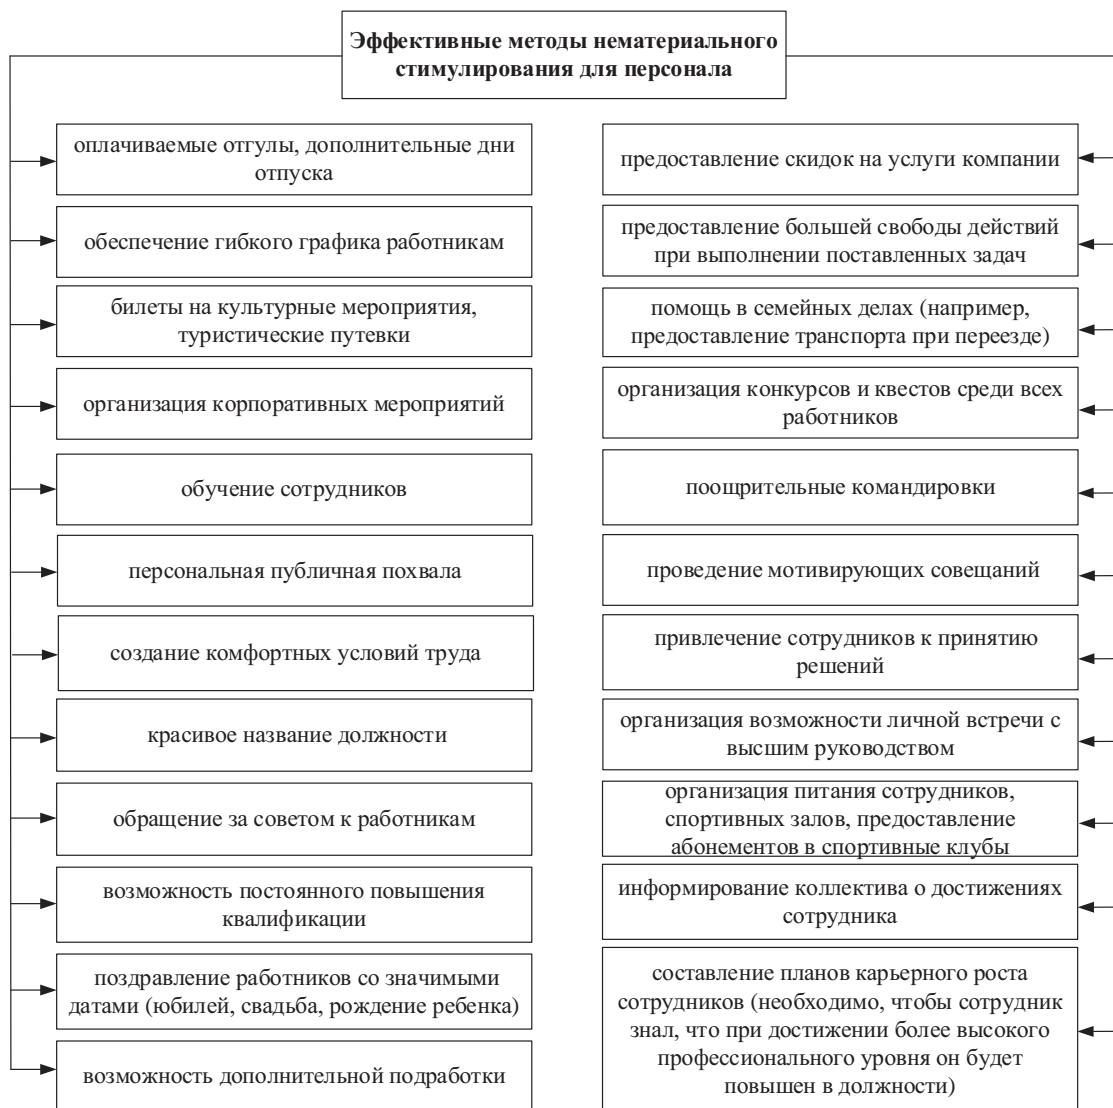 Эффективные методы нематериального
стимулирования для персонала
оплачиваемые отгулы, дополнительные дни
отпуска
обеспечение гибкого графика работникам
билеты на культурные мероприятия,
туристические путевки
организация корпоративных мероприятий
обучение сотрудников
персональная публичная похвала
создание комфортных условий труда
красивое название должности
обращение за советом к работникам
возможность постоянного повышения
квалификации
поздравление работников со значимыми
датами (юбилей, свадьба, рождение ребенка)
возможность дополнительной подработки
предоставление скидок на услуги компании
предоставление большей свободы действий
при выполнении поставленных задач
помощь в семейных делах (например,
предоставление транспорта при переезде)
организация конкурсов и квестов среди всех
работников
поощрительные командировки
проведение мотивирующих совещаний
привлечение сотрудников к принятию
решений
организация возможности личной встречи с
высшим руководством
организация питания сотрудников,
спортивных залов, предоставление
абонементов в спортивные клубы
информирование коллектива о достижениях
сотрудника
составление планов карьерного роста
сотрудников (необходимо, чтобы сотрудник
знал, что при достижении более высокого
профессионального уровня он будет
повышен в должности)